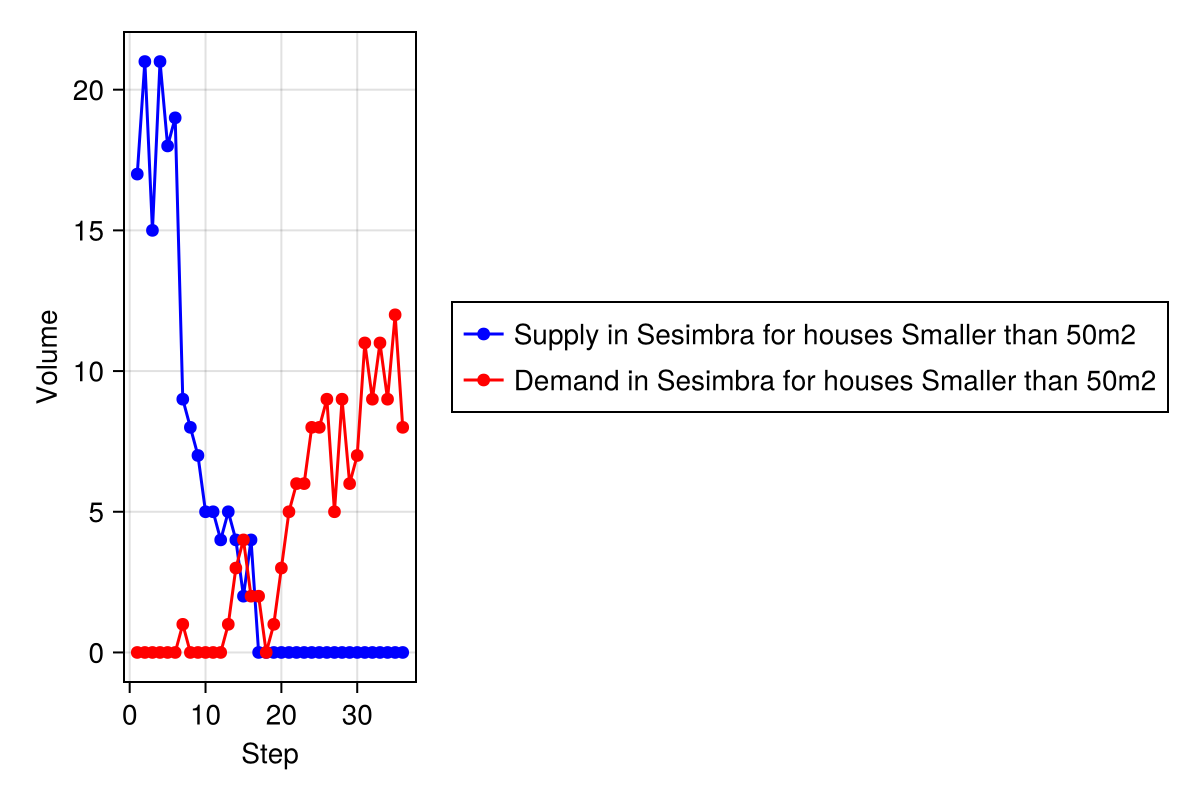 Volume
20
15
10
5
0
0 10 20 30
Step
Supply in Sesimbra for houses Smaller than 50m2
Demand in Sesimbra for houses Smaller than 50m2